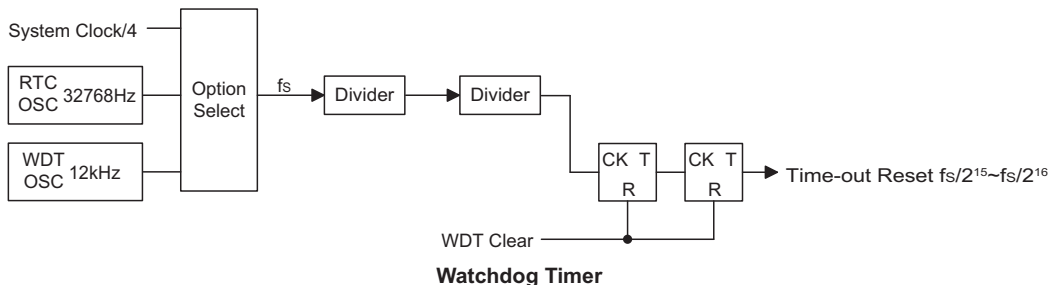 System Clock/4
RTC
OSC 32768Hz
WDT
OSC 12kHz
Option
Select
fS
Divider
Divider
CK T
R
CK T
R
Time-out Reset fS/2¹⁵~fS/2¹⁶
WDT Clear
Watchdog Timer